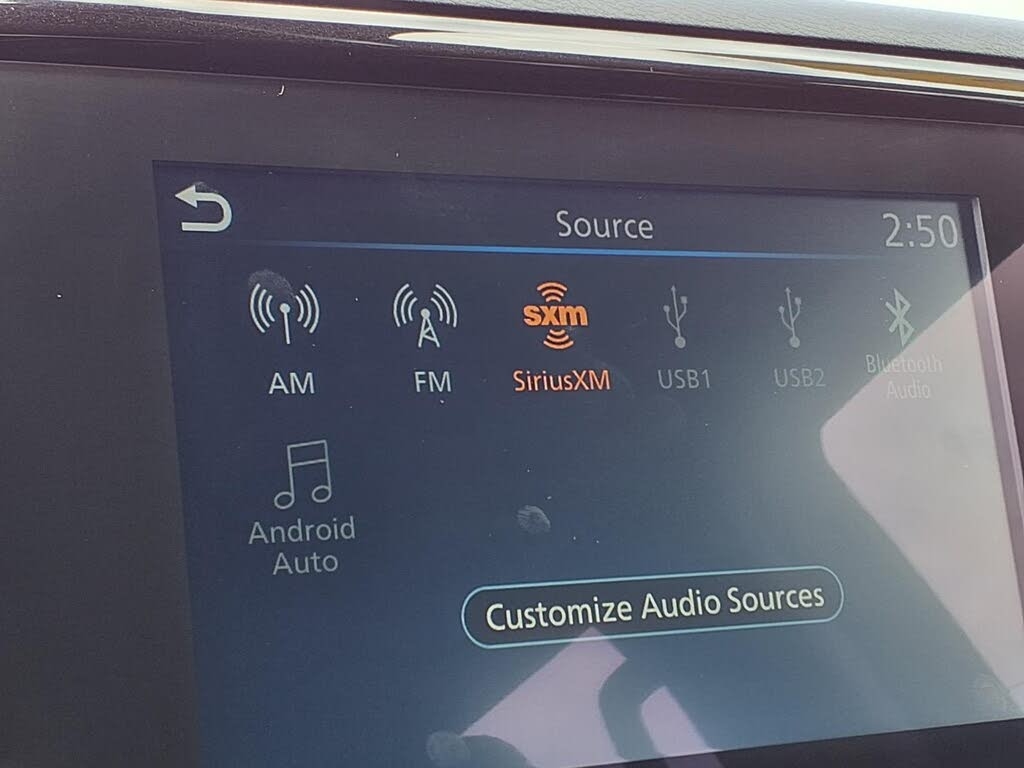 Source
2:50
sxm
AM
FM
SiriusXM
USB1
USB2
Bluetooth
Audio
Android
Auto
Customize Audio Sources